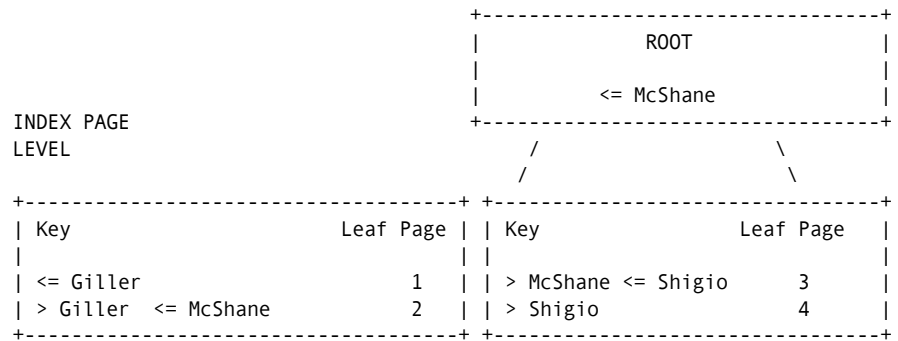 ROOT
<= McShane
INDEX PAGE
LEVEL
Key Leaf Page Key Leaf Page
<= Giller 1 > McShane <= Shigio 3
> Giller <= McShane 2 > Shigio 4